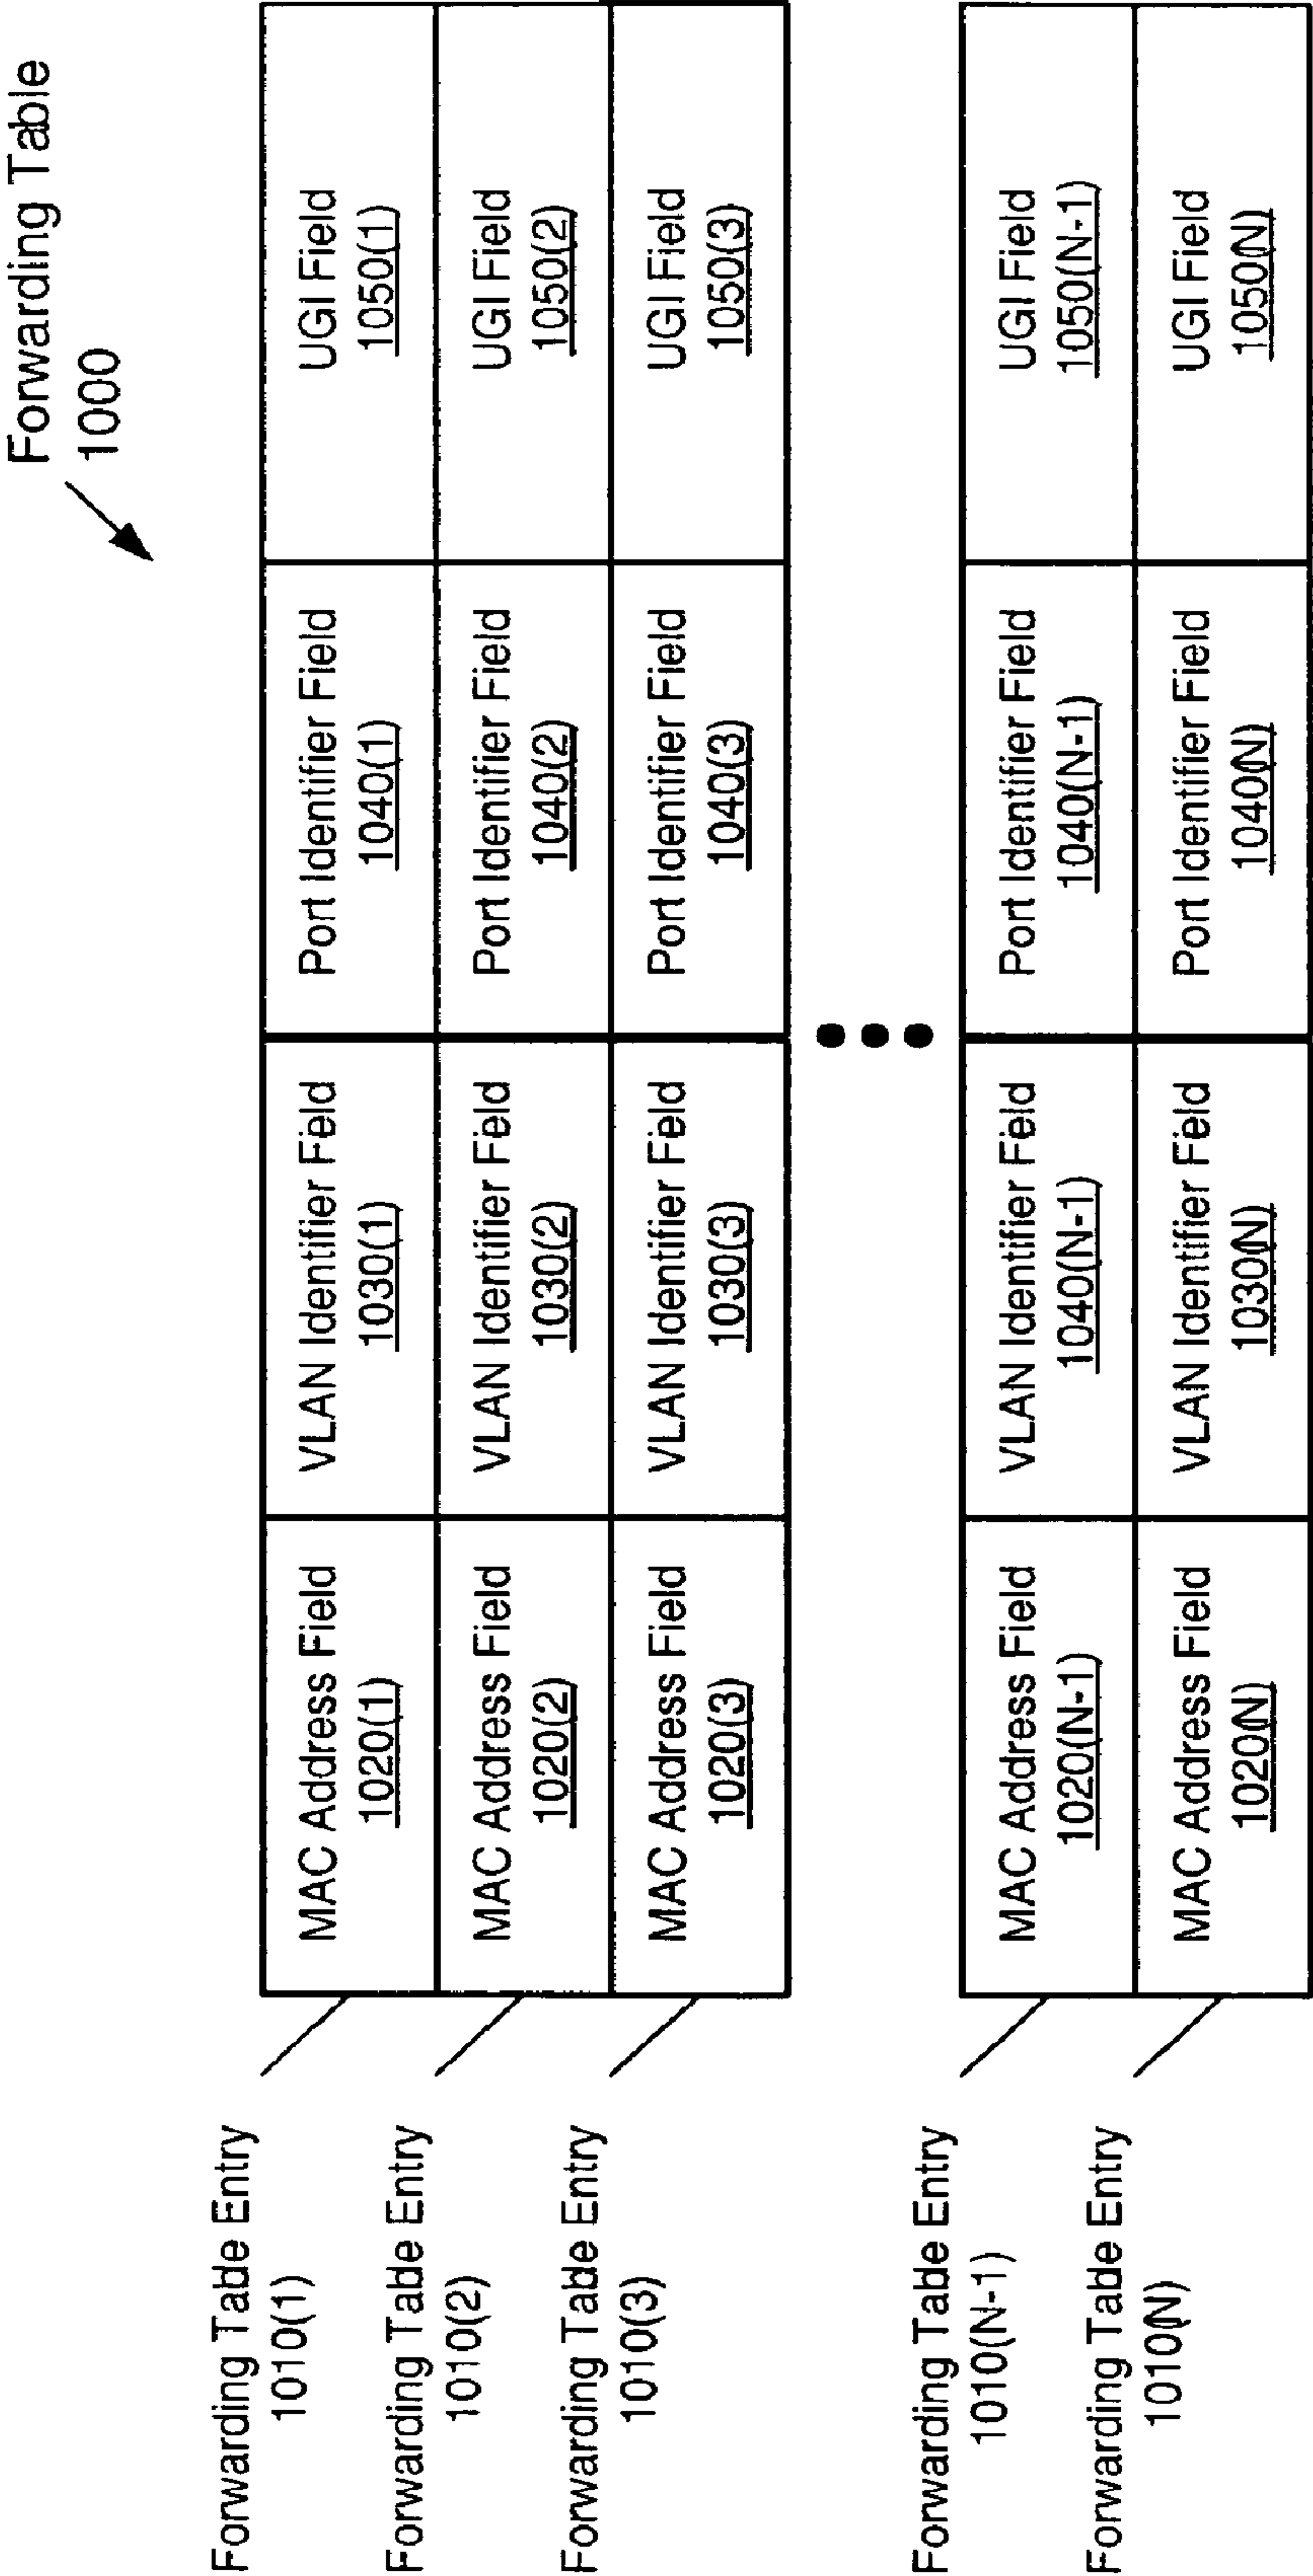 Forwarding Table
1000
Forwarding Table Entry
1010(1)
MAC Address Field
1020(1)
VLAN Identifier Feld
1030(1)
Port Identifier Field
1040(1)
UGI Field
1050(1)
Forwarding Table Entry
1010(2)
MAC Address Field
1020(2)
VLAN Identifier Feld
1030(2)
Port Identifier Field
1040(2)
UGI Field
1050(2)
Forwarding Table Entry
1010(3)
MAC Address Field
1020(3)
VLAN Identifier Feld
1030(3)
Port Identifier Field
1040(3)
UGI Field
1050(3)
Forwarding Table Entry
1010(N-1)
MAC Address Field
1020(N-1)
VLAN Identifier Feld
1040(N-1)
Port Identifier Field
1040(N-1)
UGI Field
1050(N-1)
Forwarding Table Entry
1010(N)
MAC Address Field
1020(N)
VLAN Identifier Feld
1030(N)
Port Identifier Field
1040(N)
UGI Field
1050(N)